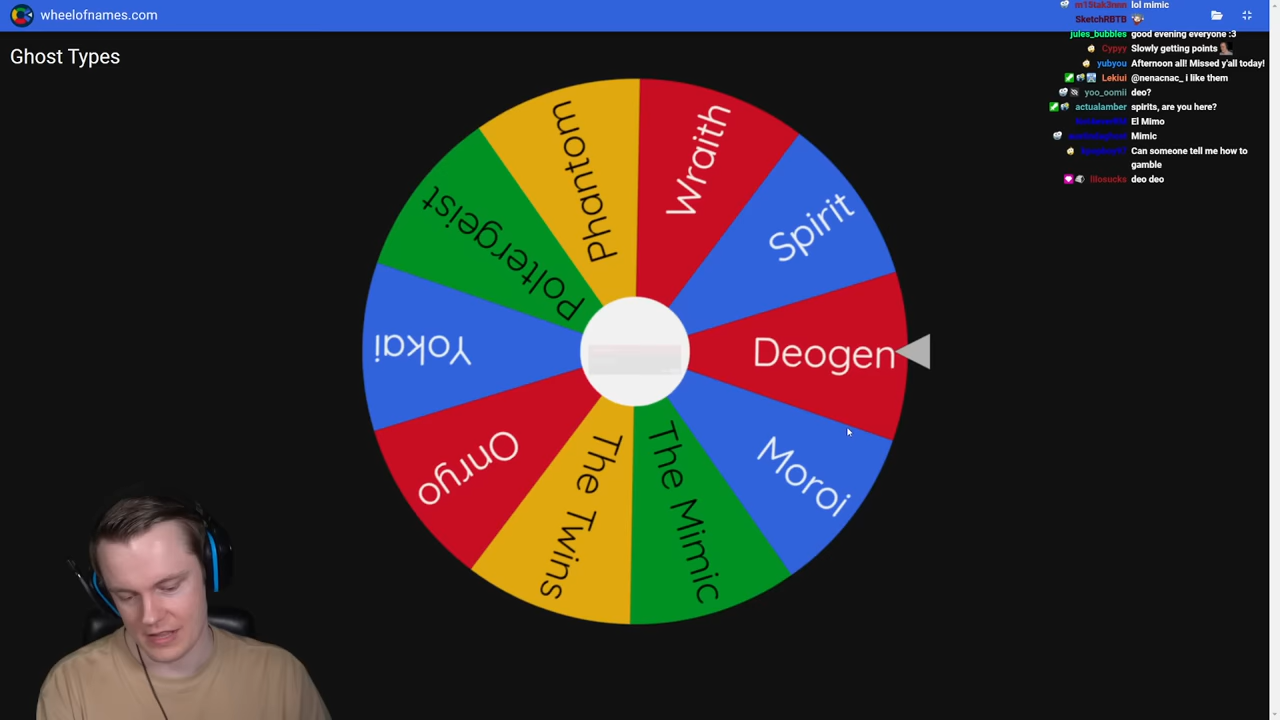 wheelofnames.com
Ghost Types
Phantom
Wraith
Spirit
Deogen
Moroi
The Mimic
The Twins
Onryo
Yokai
Poltergeist
lol mimic
SketchRBTB
jules_bubbles good evening everyone :3
Cypyy Slowly getting points
yubyou Afternoon all! Missed y'all today!
Lekiui @nenacnac_ i like them
yoo_oomii deo?
actualamber spirits, are you here?
El Mimo
Mimic
Can someone tell me how to
gamble
lilosucks deo deo